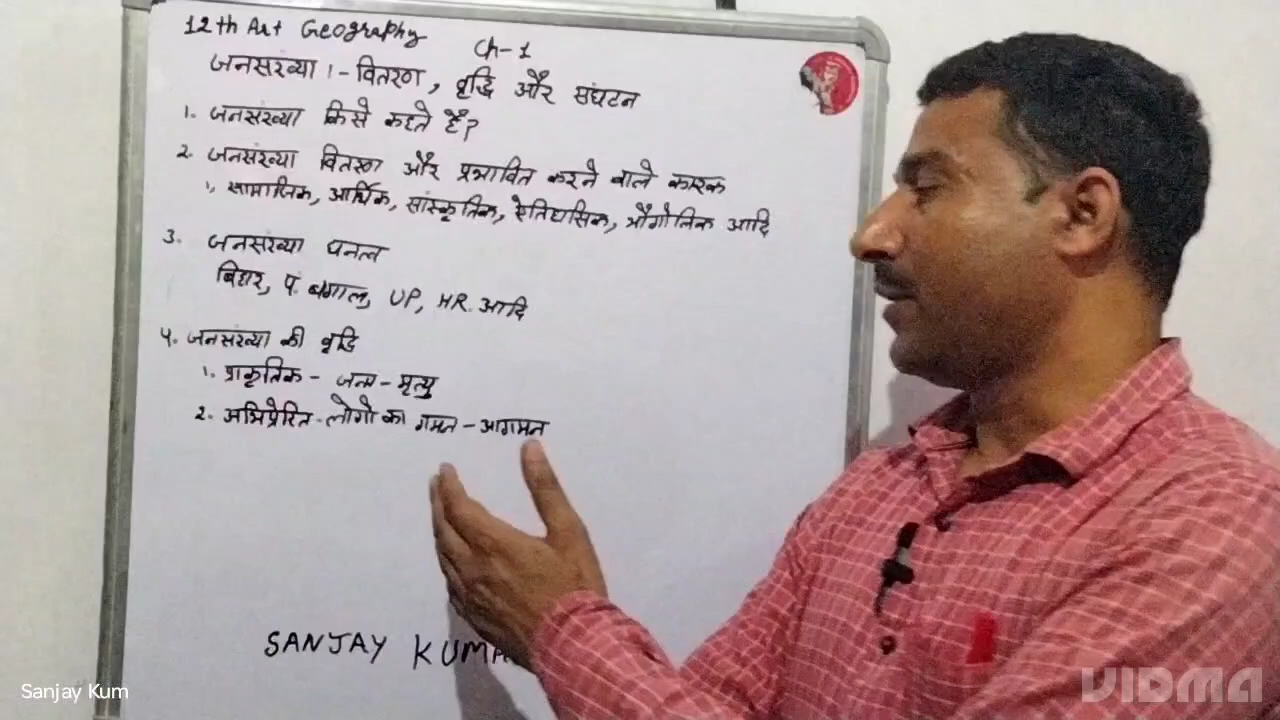 12th Art Geography Ch-1
जनसंख्या :- वितरण, वृद्धि और संघटन
1. जनसंख्या किसे कहते हैं?
2. जनसंख्या वितरण और प्रभावित करने वाले कारक
1. सामाजिक, आर्थिक, सांस्कृतिक, ऐतिहासिक, भौगोलिक आदि
3. जनसंख्या घनत्व
बिहार, प. बंगाल, UP, HR. आदि
4. जनसंख्या की वृद्धि
1. प्राकृतिक - जन्म - मृत्यु
2. अभिप्रेरित - लोगो का गमन - आगमन
SANJAY KUMA
Sanjay Kum
VIDMA